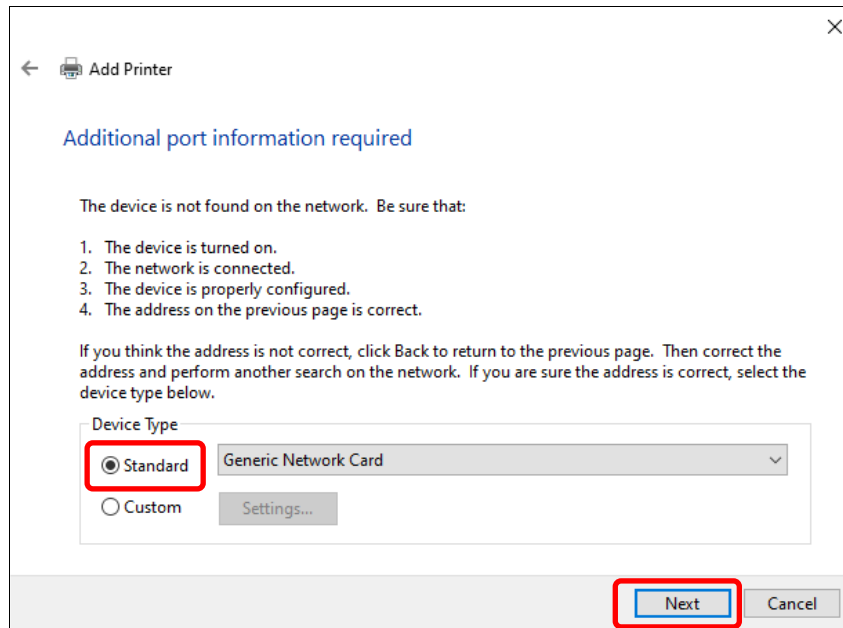 Add Printer
Additional port information required
The device is not found on the network.  Be sure that:
1.  The device is turned on.
2.  The network is connected.
3.  The device is properly configured.
4.  The address on the previous page is correct.
If you think the address is not correct, click Back to return to the previous page.  Then correct the
address and perform another search on the network.  If you are sure the address is correct, select the
device type below.
Device Type
Standard Generic Network Card
Custom Settings...
Next Cancel